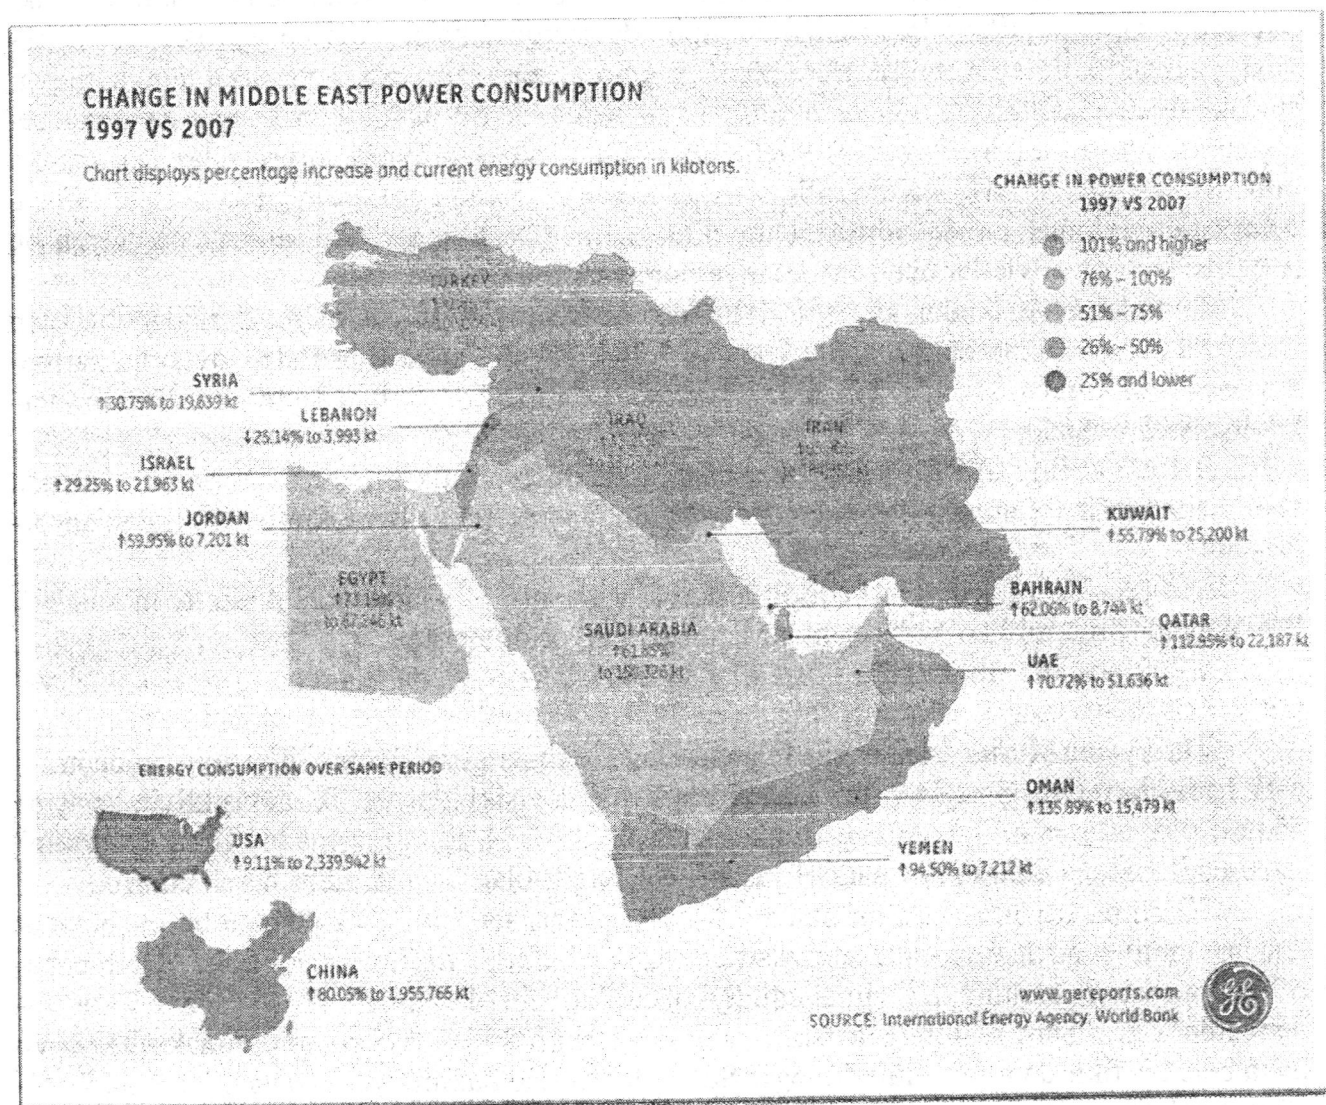 CHANGE IN MIDDLE EAST POWER CONSUMPTION
1997 VS 2007
Chart displays percentage increase and current energy consumption in kilotons.
CHANGE IN POWER CONSUMPTION
1997 VS 2007
101% and higher
76% – 100%
51% – 75%
26% – 50%
25% and lower
TURKEY
SYRIA
↑30.75% to 19,639 kt
LEBANON
↓25.14% to 3,993 kt
ISRAEL
↑29.25% to 21,963 kt
JORDAN
↑59.95% to 7,201 kt
IRAQ
IRAN
KUWAIT
↑55.79% to 25,200 kt
EGYPT
BAHRAIN
↑62.06% to 8,744 kt
QATAR
↑112.95% to 22,187 kt
SAUDI ARABIA
UAE
↑70.72% to 51,636 kt
OMAN
↑135.89% to 15,479 kt
YEMEN
↑94.50% to 7,212 kt
ENERGY CONSUMPTION OVER SAME PERIOD
USA
↑9.11% to 2,339,942 kt
CHINA
↑80.05% to 1,955,766 kt
www.gereports.com
SOURCE: International Energy Agency, World Bank
GE